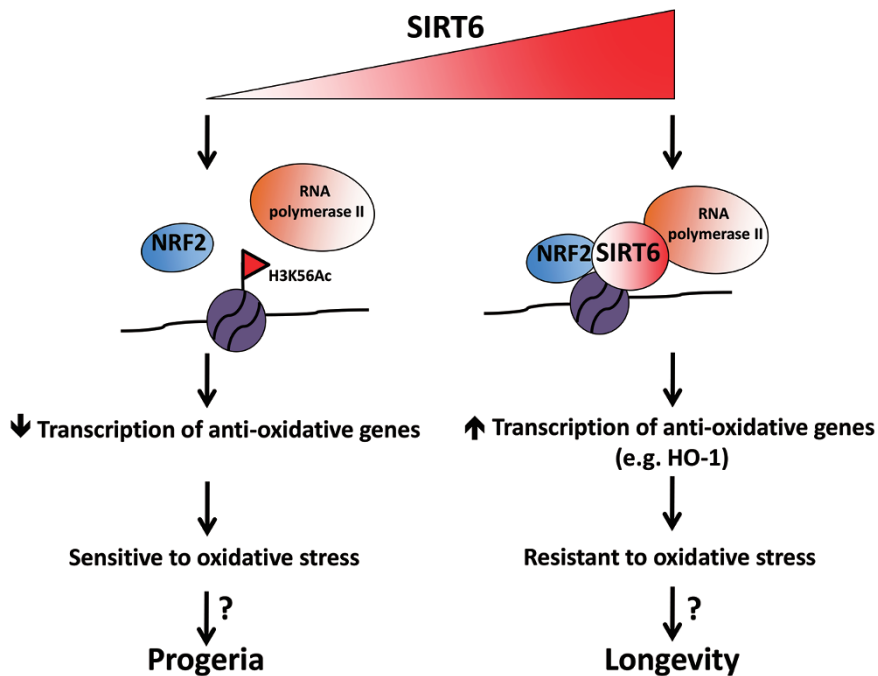 SIRT6
RNA
polymerase II
NRF2
H3K56Ac
RNA
polymerase II
NRF2
SIRT6
🡇 Transcription of anti-oxidative genes
🡅 Transcription of anti-oxidative genes
(e.g. HO-1)
Sensitive to oxidative stress
Resistant to oxidative stress
?
?
Progeria
Longevity